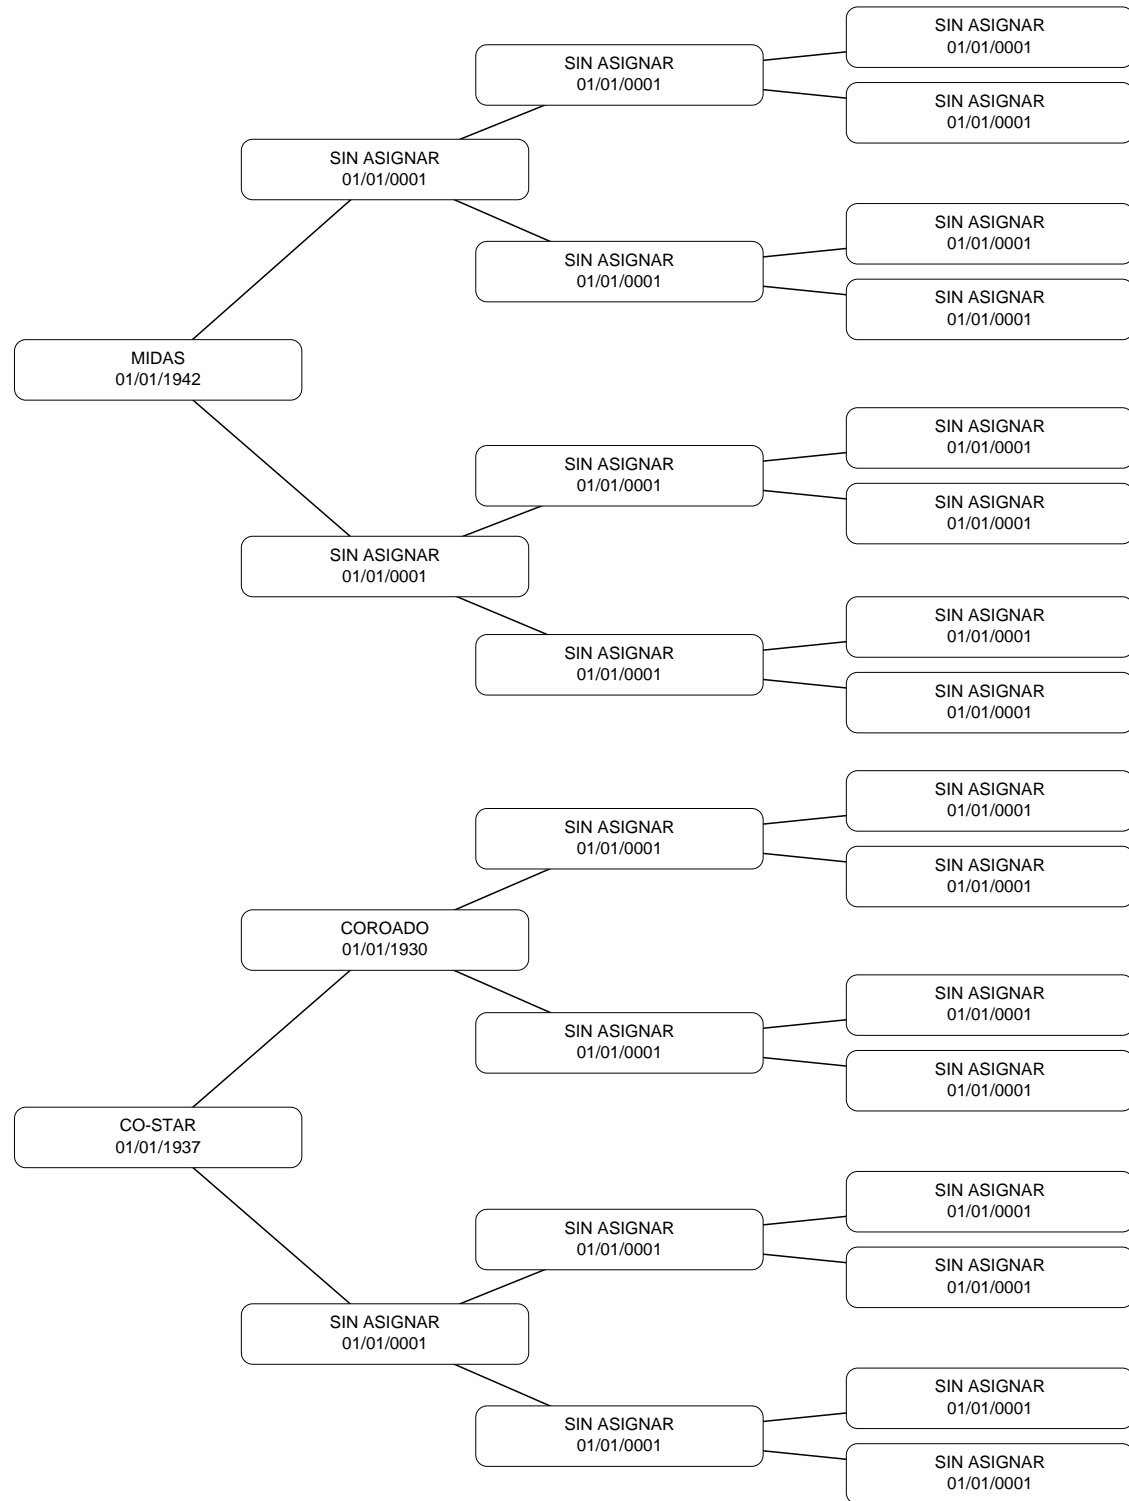 SIN ASIGNAR
01/01/0001
SIN ASIGNAR
01/01/0001
SIN ASIGNAR
01/01/0001
SIN ASIGNAR
01/01/0001
SIN ASIGNAR
01/01/0001
SIN ASIGNAR
01/01/0001
SIN ASIGNAR
01/01/0001
MIDAS
01/01/1942
SIN ASIGNAR
01/01/0001
SIN ASIGNAR
01/01/0001
SIN ASIGNAR
01/01/0001
SIN ASIGNAR
01/01/0001
SIN ASIGNAR
01/01/0001
SIN ASIGNAR
01/01/0001
SIN ASIGNAR
01/01/0001
SIN ASIGNAR
01/01/0001
SIN ASIGNAR
01/01/0001
SIN ASIGNAR
01/01/0001
COROADO
01/01/1930
SIN ASIGNAR
01/01/0001
SIN ASIGNAR
01/01/0001
SIN ASIGNAR
01/01/0001
CO-STAR
01/01/1937
SIN ASIGNAR
01/01/0001
SIN ASIGNAR
01/01/0001
SIN ASIGNAR
01/01/0001
SIN ASIGNAR
01/01/0001
SIN ASIGNAR
01/01/0001
SIN ASIGNAR
01/01/0001
SIN ASIGNAR
01/01/0001